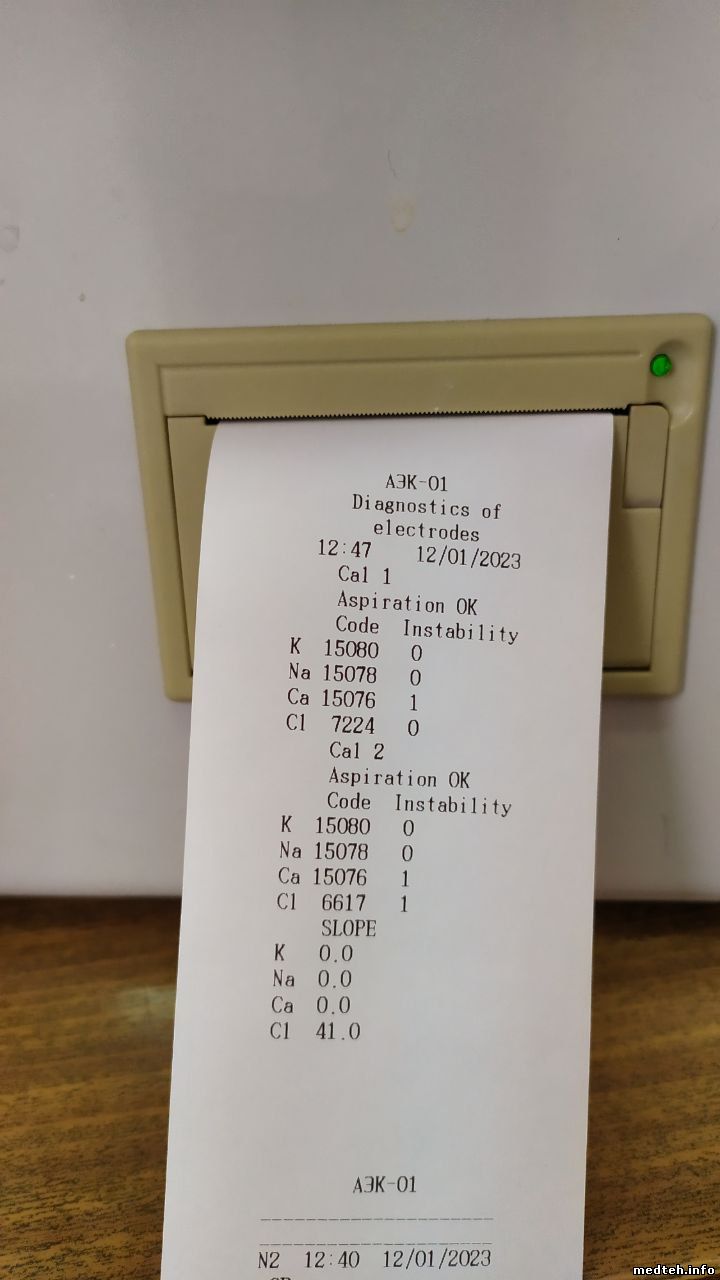 АЭК-01
Diagnostics of
electrodes
12:47 12/01/2023
Cal 1
Aspiration OK
Code Instability
K 15080 0
Na 15078 0
Ca 15076 1
Cl 7224 0
Cal 2
Aspiration OK
Code Instability
K 15080 0
Na 15078 0
Ca 15076 1
Cl 6617 1
SLOPE
K 0.0
Na 0.0
Ca 0.0
Cl 41.0
АЭК-01
N2 12:40 12/01/2023
medteh.info